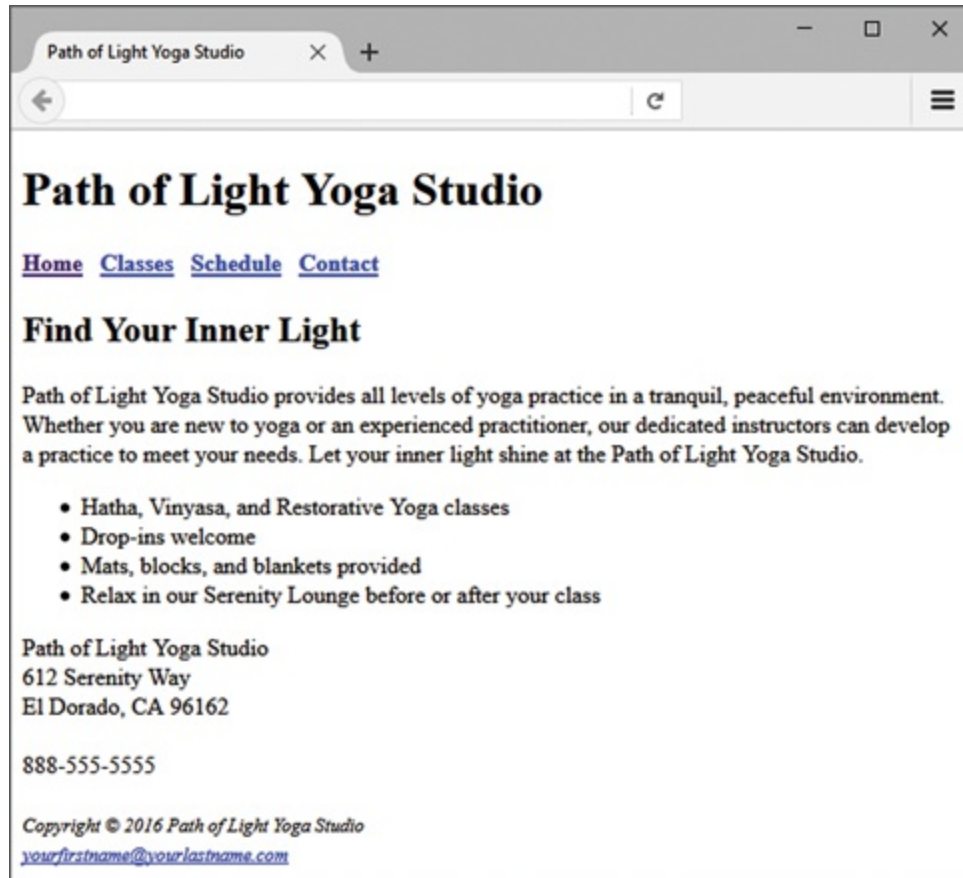 Path of Light Yoga Studio
Path of Light Yoga Studio
Home Classes Schedule Contact
Find Your Inner Light
Path of Light Yoga Studio provides all levels of yoga practice in a tranquil, peaceful environment.
Whether you are new to yoga or an experienced practitioner, our dedicated instructors can develop
a practice to meet your needs. Let your inner light shine at the Path of Light Yoga Studio.
• Hatha, Vinyasa, and Restorative Yoga classes
• Drop-ins welcome
• Mats, blocks, and blankets provided
• Relax in our Serenity Lounge before or after your class
Path of Light Yoga Studio
612 Serenity Way
El Dorado, CA 96162
888-555-5555
Copyright © 2016 Path of Light Yoga Studio
yourfirstname@yourlastname.com